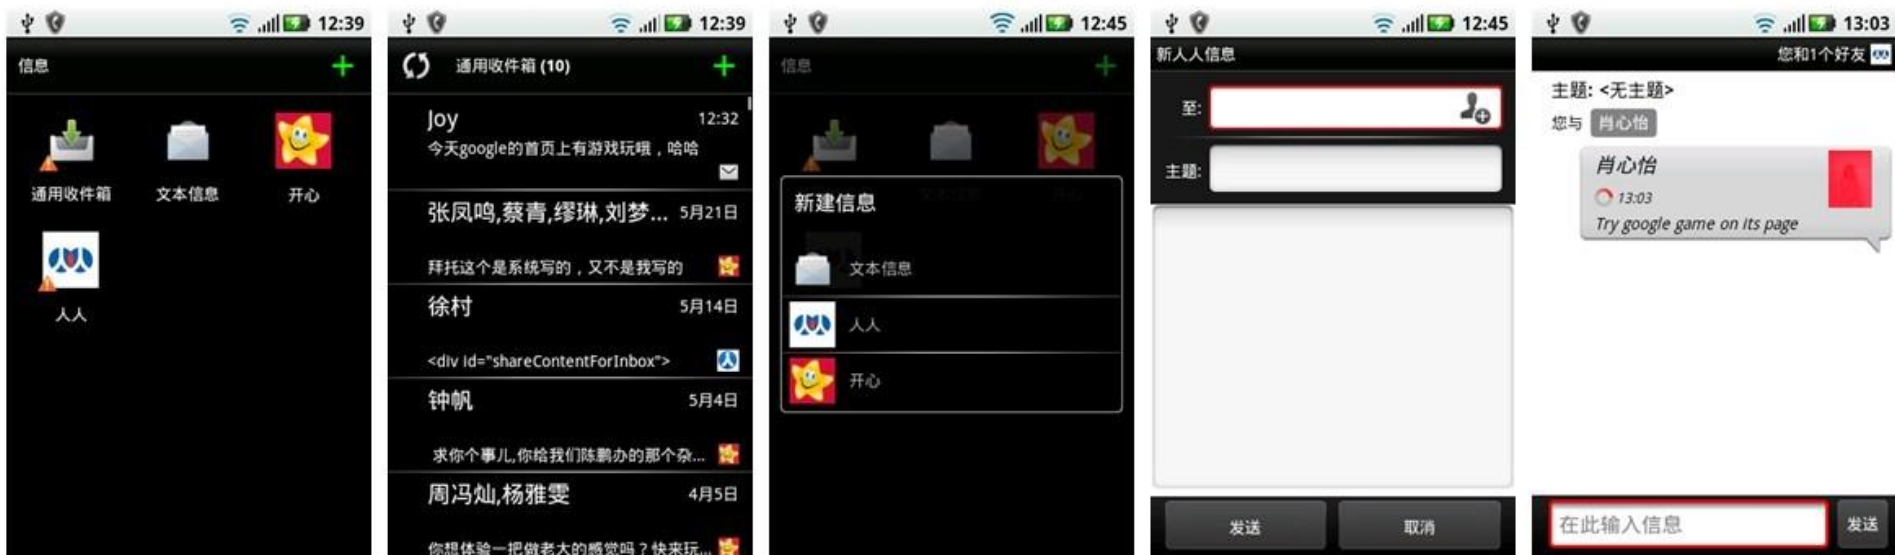 12:39
信息
通用收件箱
文本信息
开心
人人
12:39
通用收件箱 (10)
Joy
12:32
今天google的首页上有游戏玩哦，哈哈
张凤鸣,蔡青,缪琳,刘梦... 5月21日
拜托这个是系统写的，又不是我写的
徐村
5月14日
<div id="shareContentForInbox">
钟帆
5月4日
求你个事儿,你给我们陈鹏办的那个杂...
周冯灿,杨雅雯
4月5日
你想体验一把做老大的感觉吗？快来玩...
12:45
信息
新建信息
文本信息
人人
开心
12:45
新人人信息
至:
主题:
发送
取消
13:03
您和1个好友
主题: <无主题>
您与 肖心怡
肖心怡
13:03
Try google game on its page
在此输入信息
发送